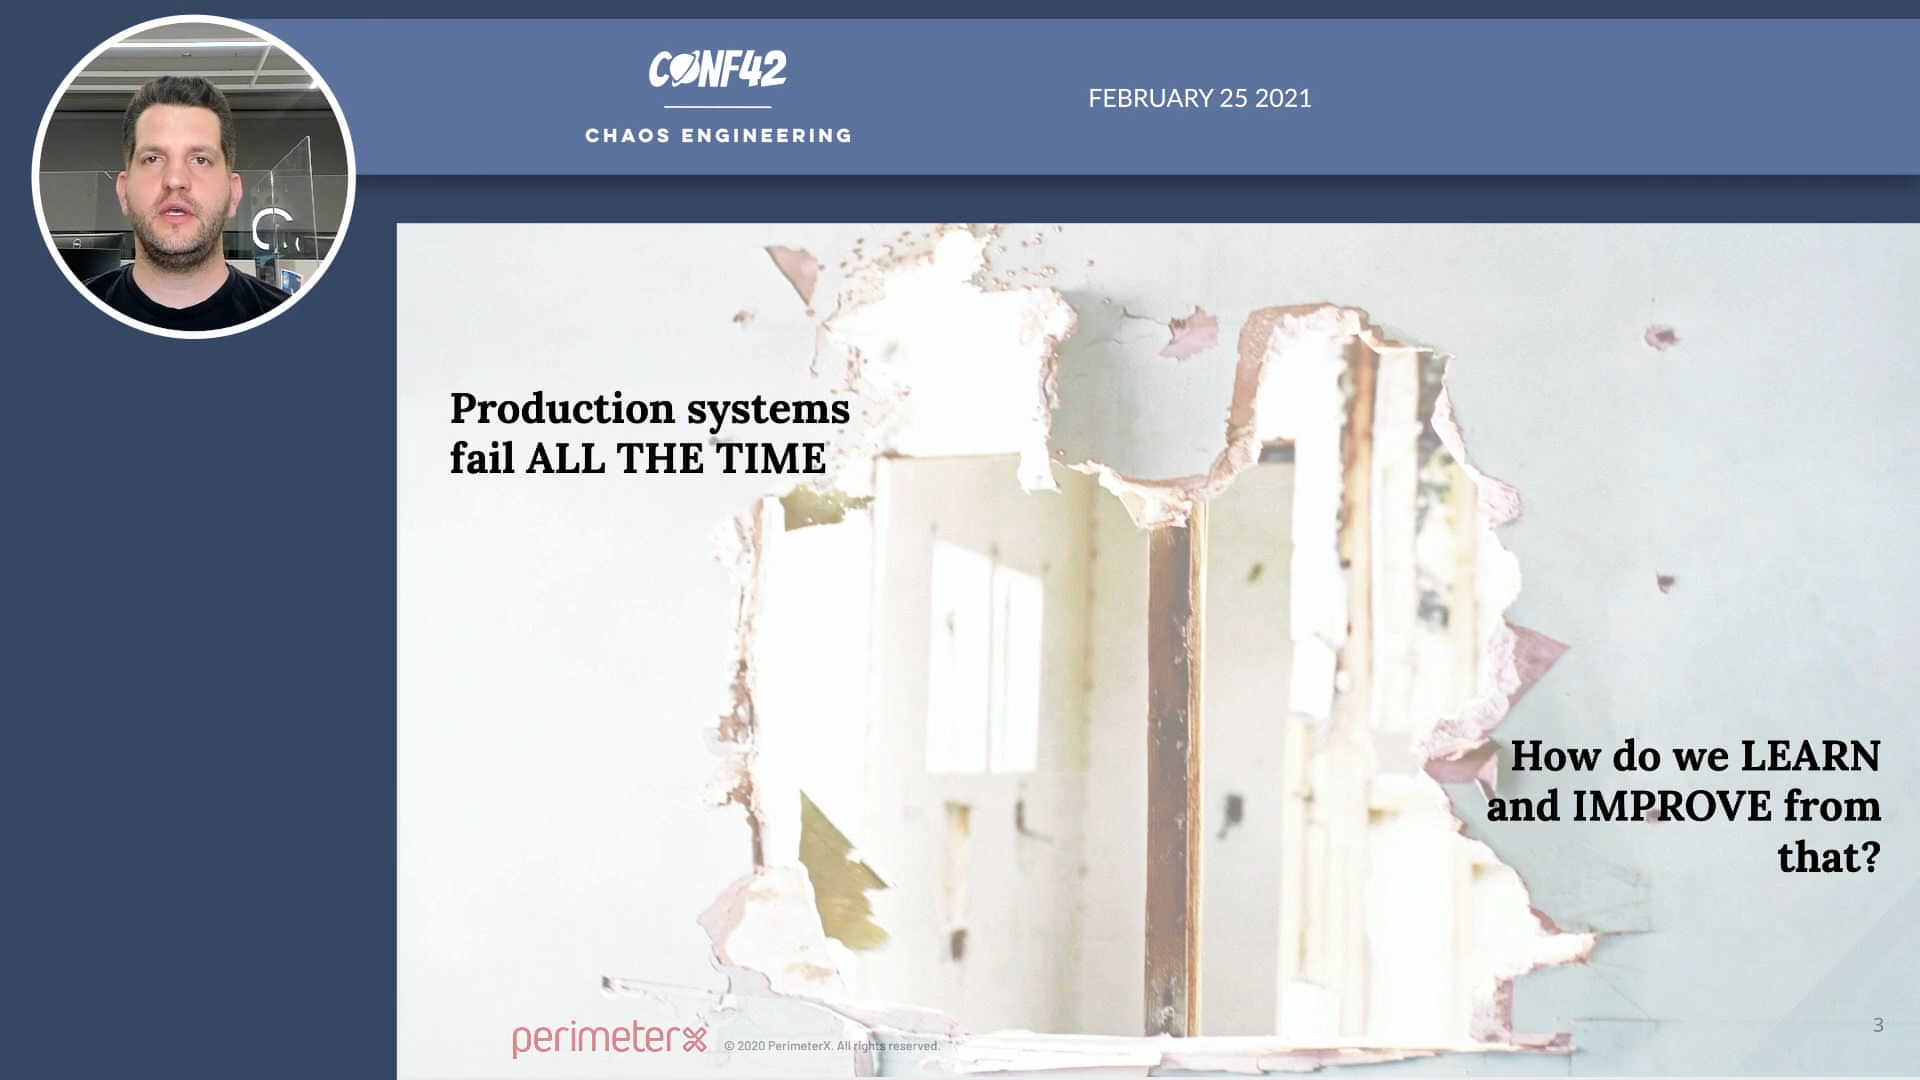 CONF42
CHAOS ENGINEERING
FEBRUARY 25 2021
Production systems
fail ALL THE TIME
How do we LEARN
and IMPROVE from
that?
perimeterx
© 2020 PerimeterX. All rights reserved.
3